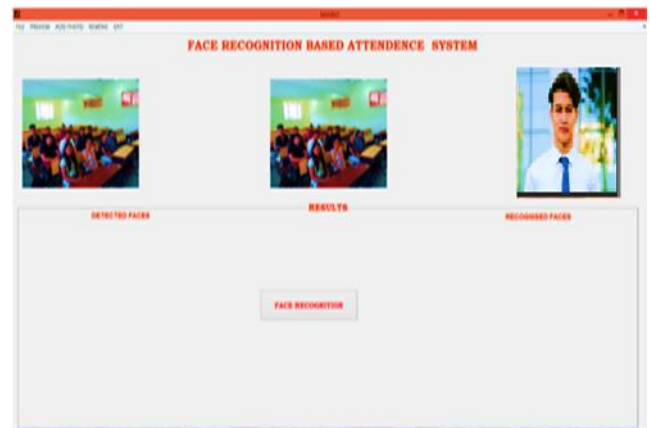 FILE PREVIEW ADD PHOTO REMOVE EXIT
FACE RECOGNITION BASED ATTENDENCE SYSTEM
RESULTS
DETECTED FACES
RECOGNISED FACES
FACE RECOGNITION